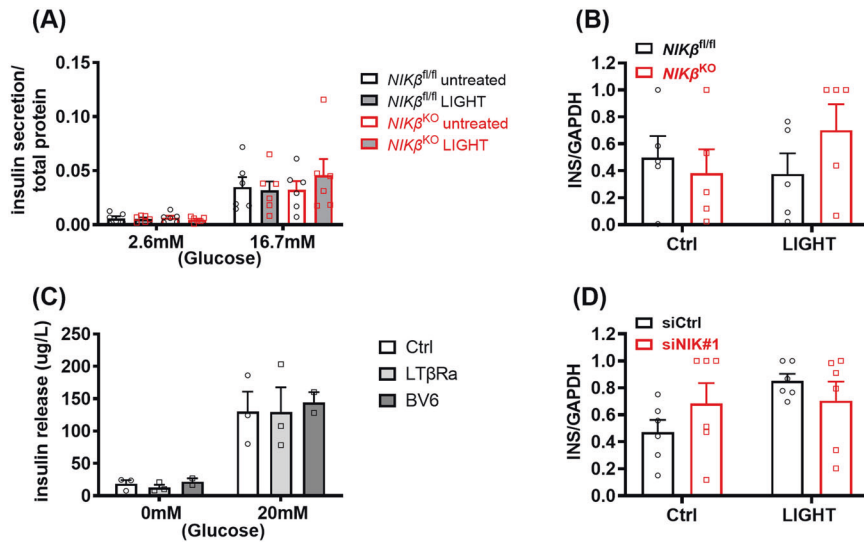 (A)
insulin secretion/
total protein
0.15
0.10
0.05
0.00
2.6mM
16.7mM
(Glucose)
NIKβfl/fl untreated
NIKβfl/fl LIGHT
NIKβKO untreated
NIKβKO LIGHT
(B)
NIKβfl/fl
NIKβKO
INS/GAPDH
1.2
1.0
0.8
0.6
0.4
0.2
0.0
Ctrl
LIGHT
(C)
insulin release (ug/L)
250
200
150
100
50
0
0mM
20mM
(Glucose)
Ctrl
LTβRa
BV6
(D)
siCtrl
siNIK#1
INS/GAPDH
1.2
1.0
0.8
0.6
0.4
0.2
0.0
Ctrl
LIGHT